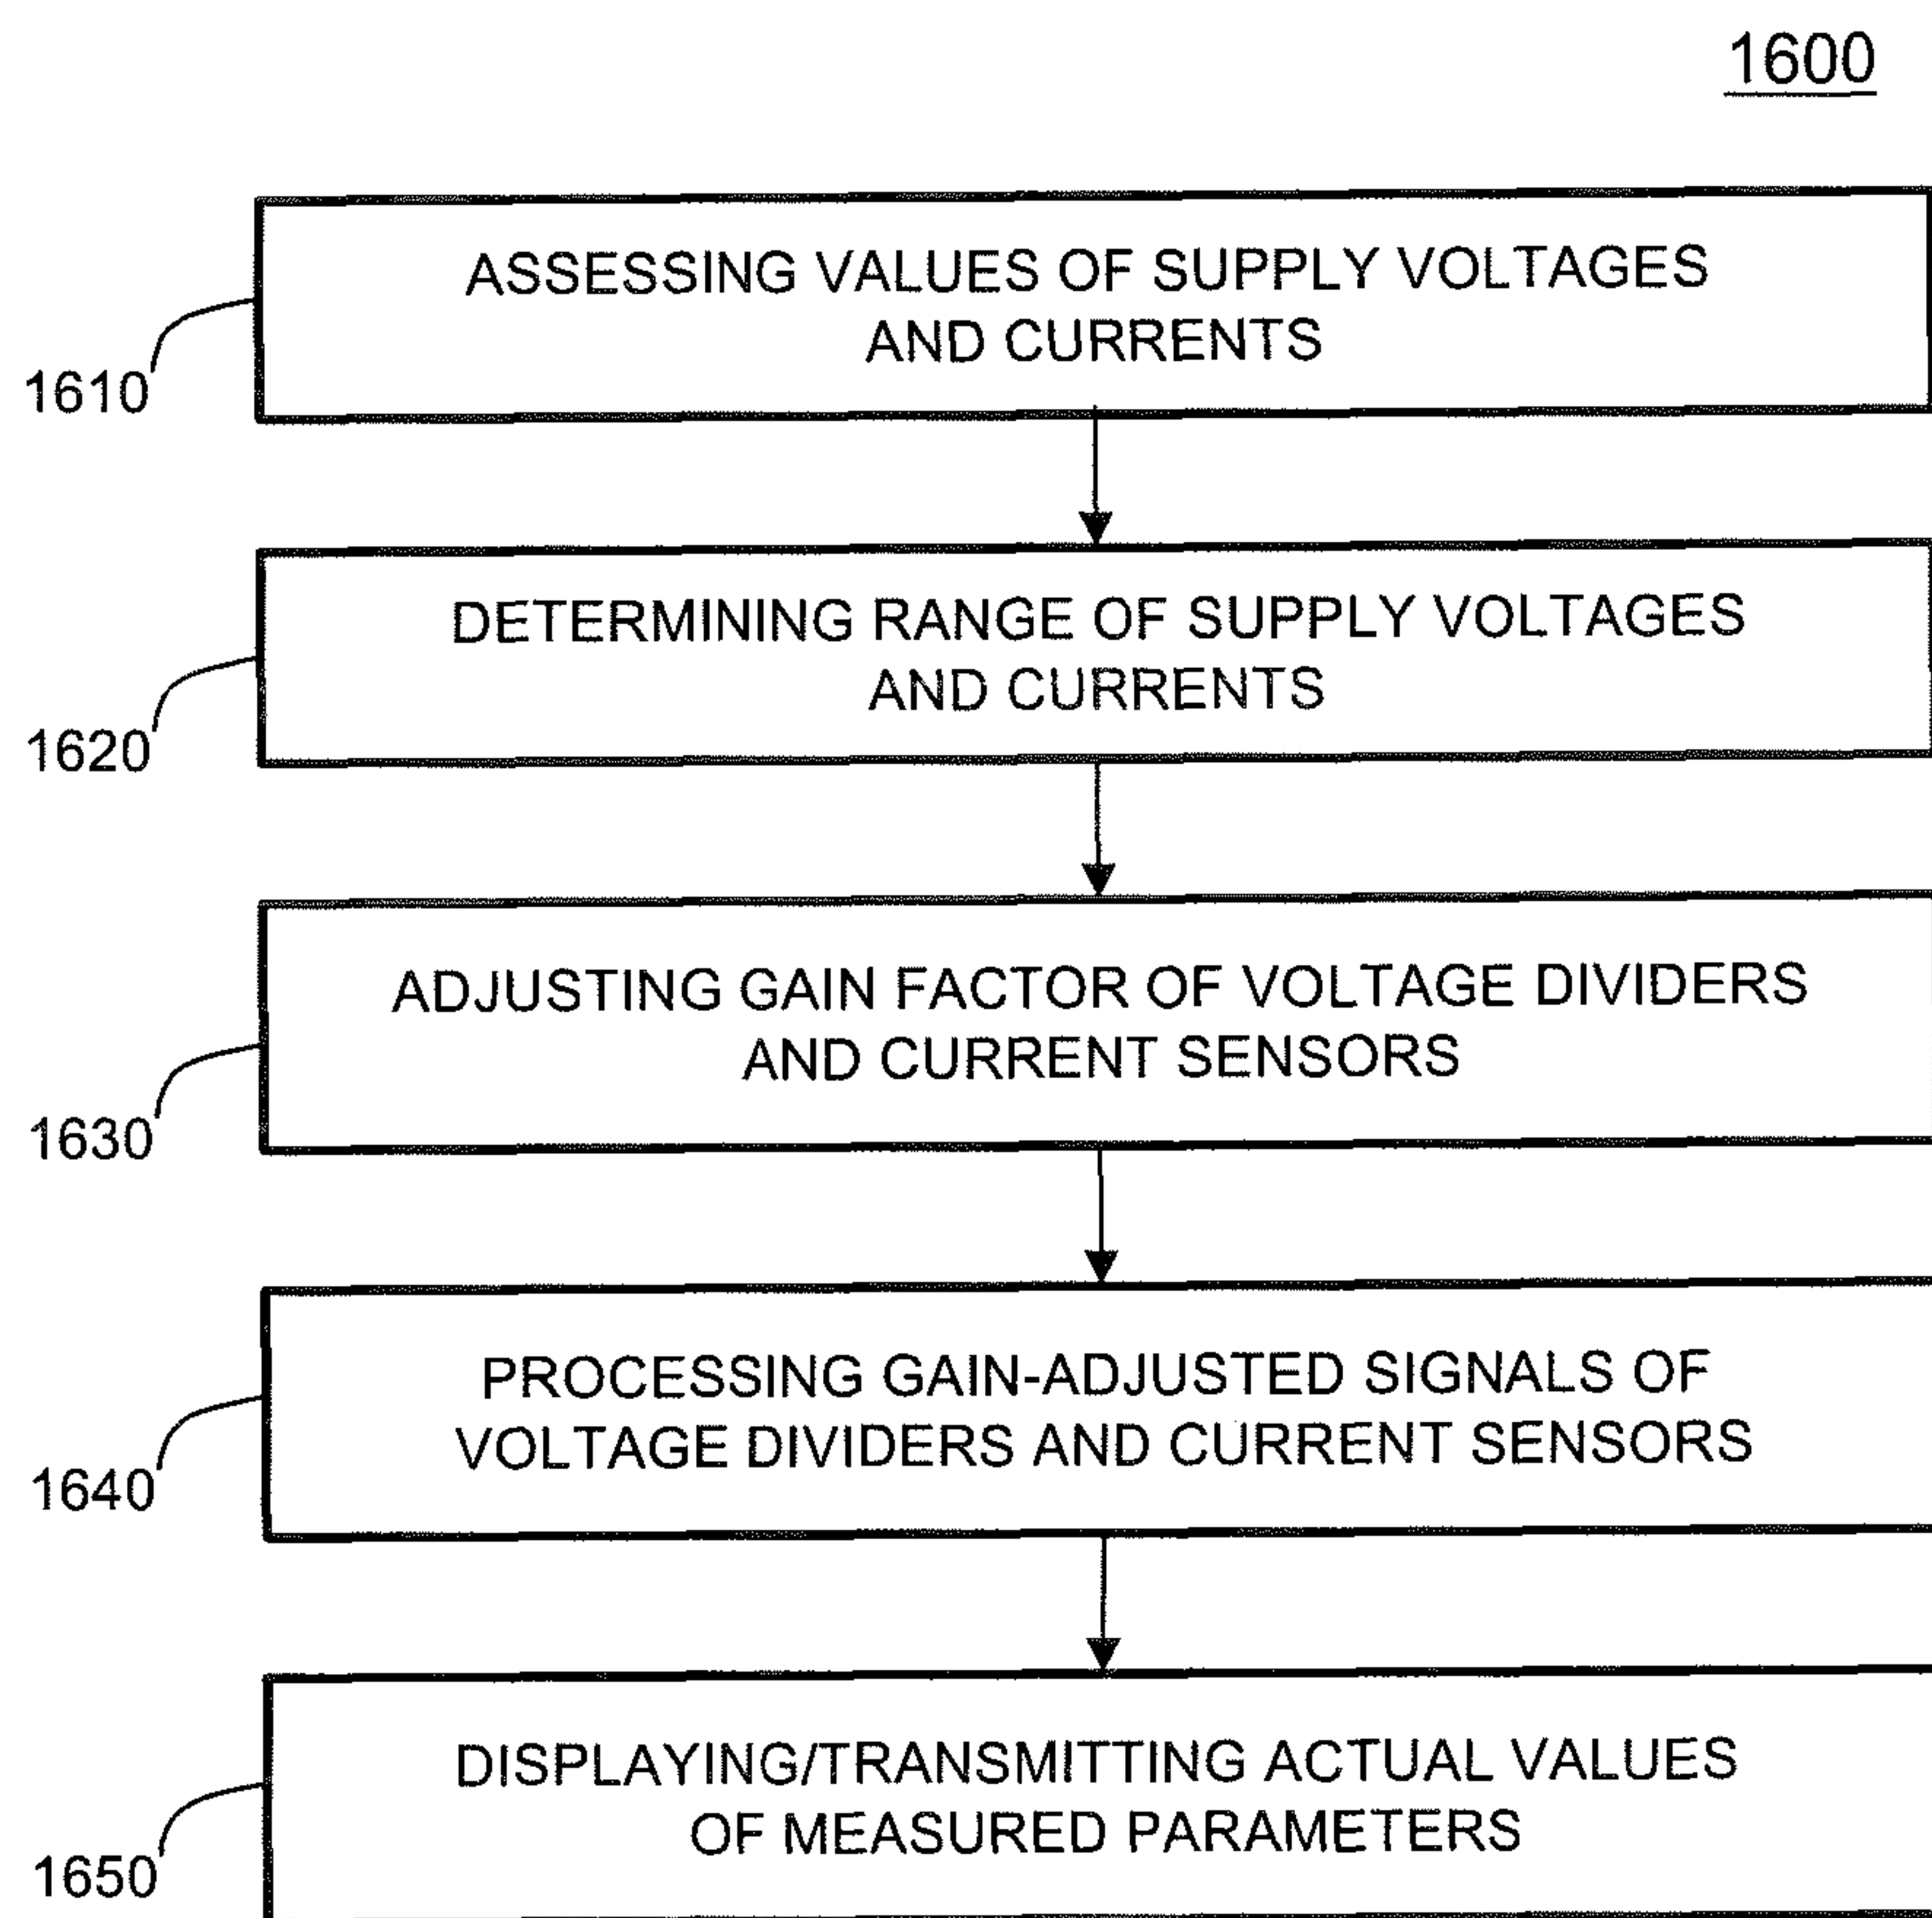 1600
ASSESSING VALUES OF SUPPLY VOLTAGES
AND CURRENTS
1610
DETERMINING RANGE OF SUPPLY VOLTAGES
AND CURRENTS
1620
ADJUSTING GAIN FACTOR OF VOLTAGE DIVIDERS
AND CURRENT SENSORS
1630
PROCESSING GAIN-ADJUSTED SIGNALS OF
VOLTAGE DIVIDERS AND CURRENT SENSORS
1640
DISPLAYING/TRANSMITTING ACTUAL VALUES
OF MEASURED PARAMETERS
1650